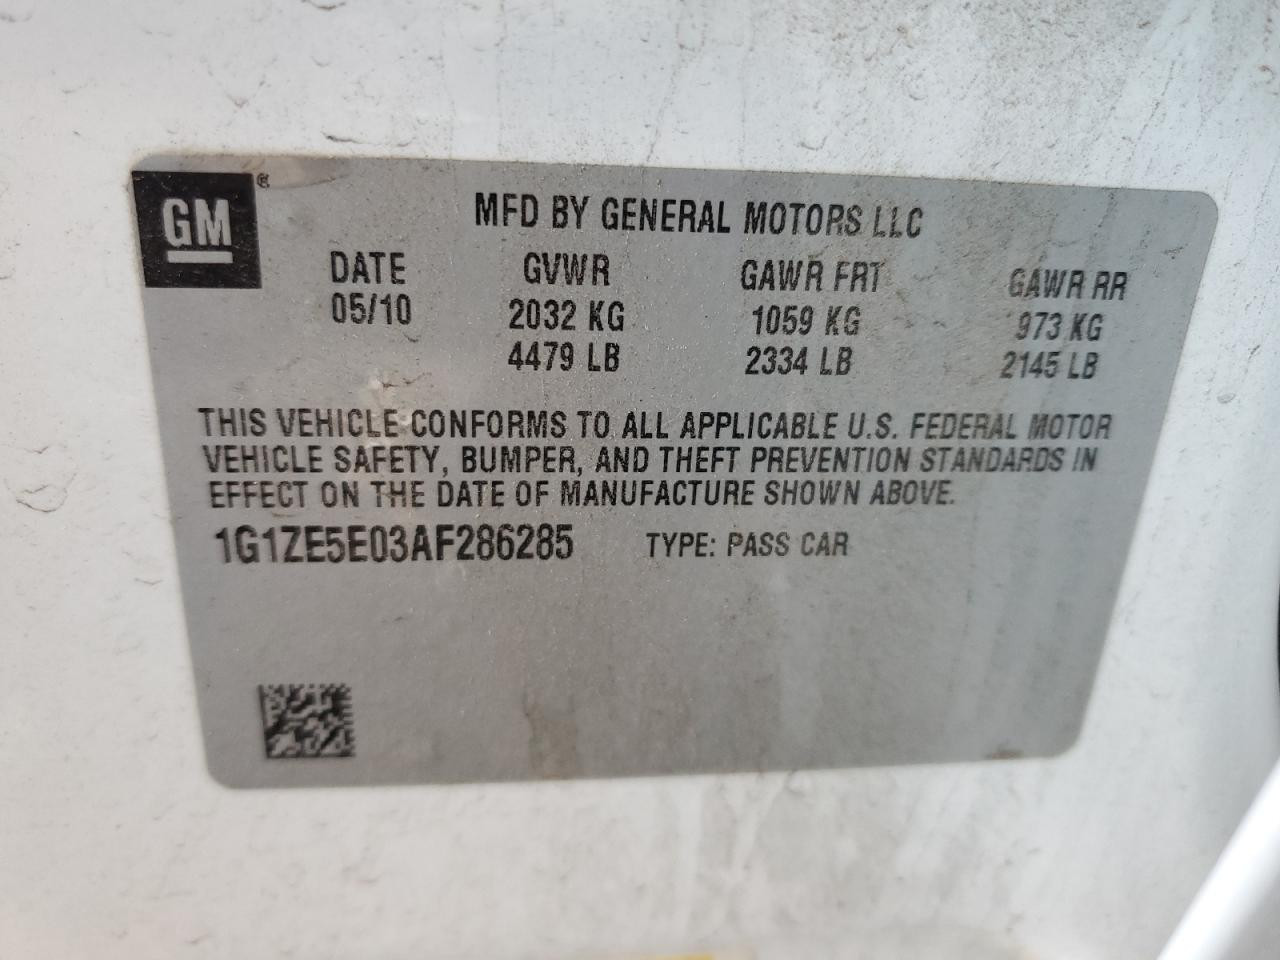 GM
MFD BY GENERAL MOTORS LLC
DATE GVWR GAWR FRT GAWR RR
05/10 2032 KG 1059 KG 973 KG
4479 LB 2334 LB 2145 LB
THIS VEHICLE CONFORMS TO ALL APPLICABLE U.S. FEDERAL MOTOR
VEHICLE SAFETY, BUMPER, AND THEFT PREVENTION STANDARDS IN
EFFECT ON THE DATE OF MANUFACTURE SHOWN ABOVE.
1G1ZE5E03AF286285 TYPE: PASS CAR